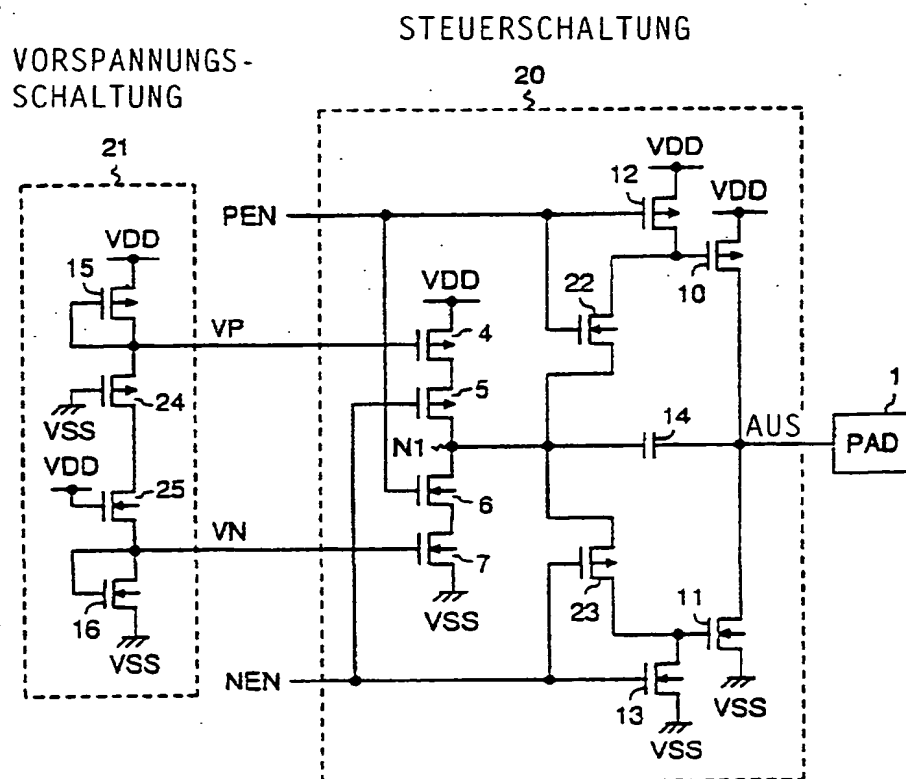 STEUERSCHALTUNG
VORSPANNUNGS-
SCHALTUNG
20
21
VDD
12
VDD
PEN
VDD
15
10
22
VDD
VP
4
24
5
1
VSS
14
AUS
PAD
N1
VDD
25
6
VN
7
23
11
16
VSS
VSS
NEN
13
VSS
VSS